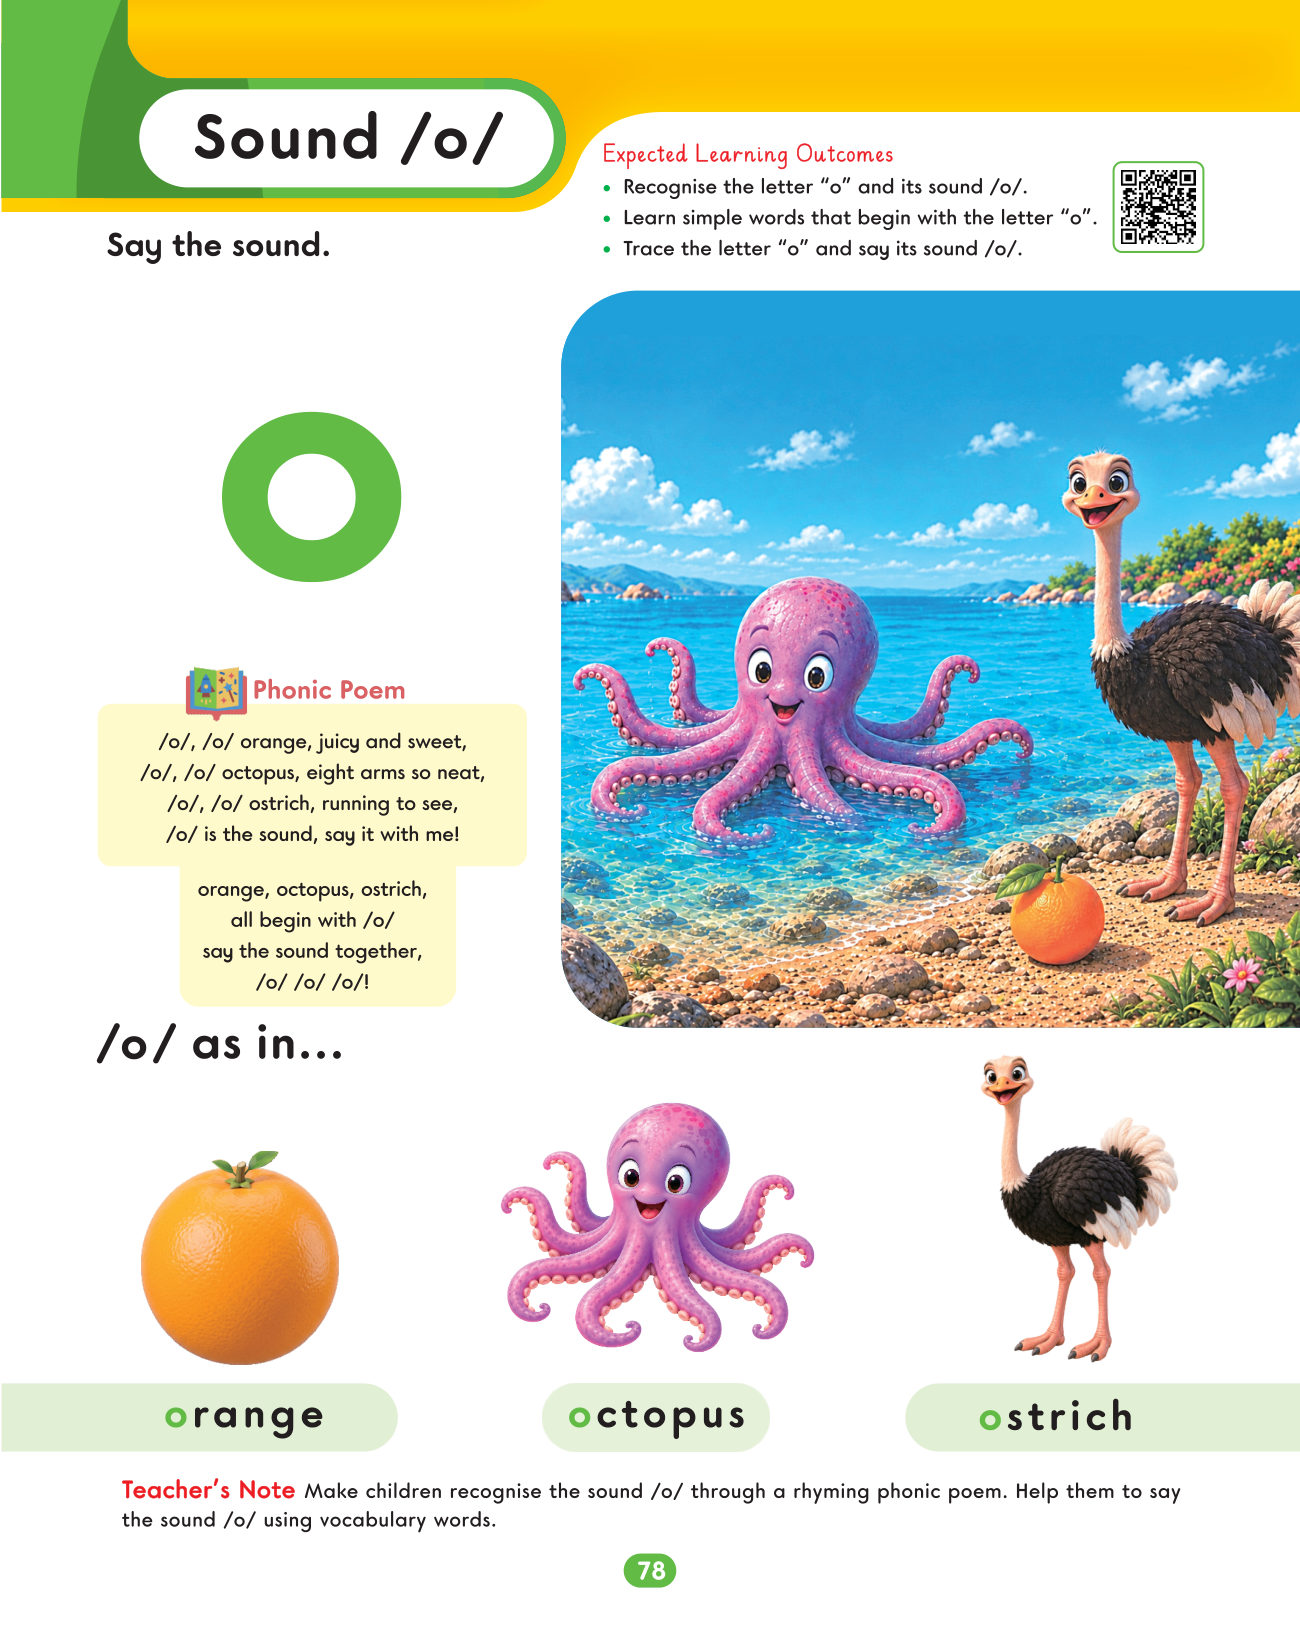 Sound /o/
Expected Learning Outcomes
• Recognise the letter “o” and its sound /o/.
• Learn simple words that begin with the letter “o”.
• Trace the letter “o” and say its sound /o/.
Say the sound.
o
Phonic Poem
/o/, /o/ orange, juicy and sweet,
/o/, /o/ octopus, eight arms so neat,
/o/, /o/ ostrich, running to see,
/o/ is the sound, say it with me!
orange, octopus, ostrich,
all begin with /o/
say the sound together,
/o/ /o/ /o/!
/o/ as in...
orange
octopus
ostrich
Teacher’s Note Make children recognise the sound /o/ through a rhyming phonic poem. Help them to say
the sound /o/ using vocabulary words.
78